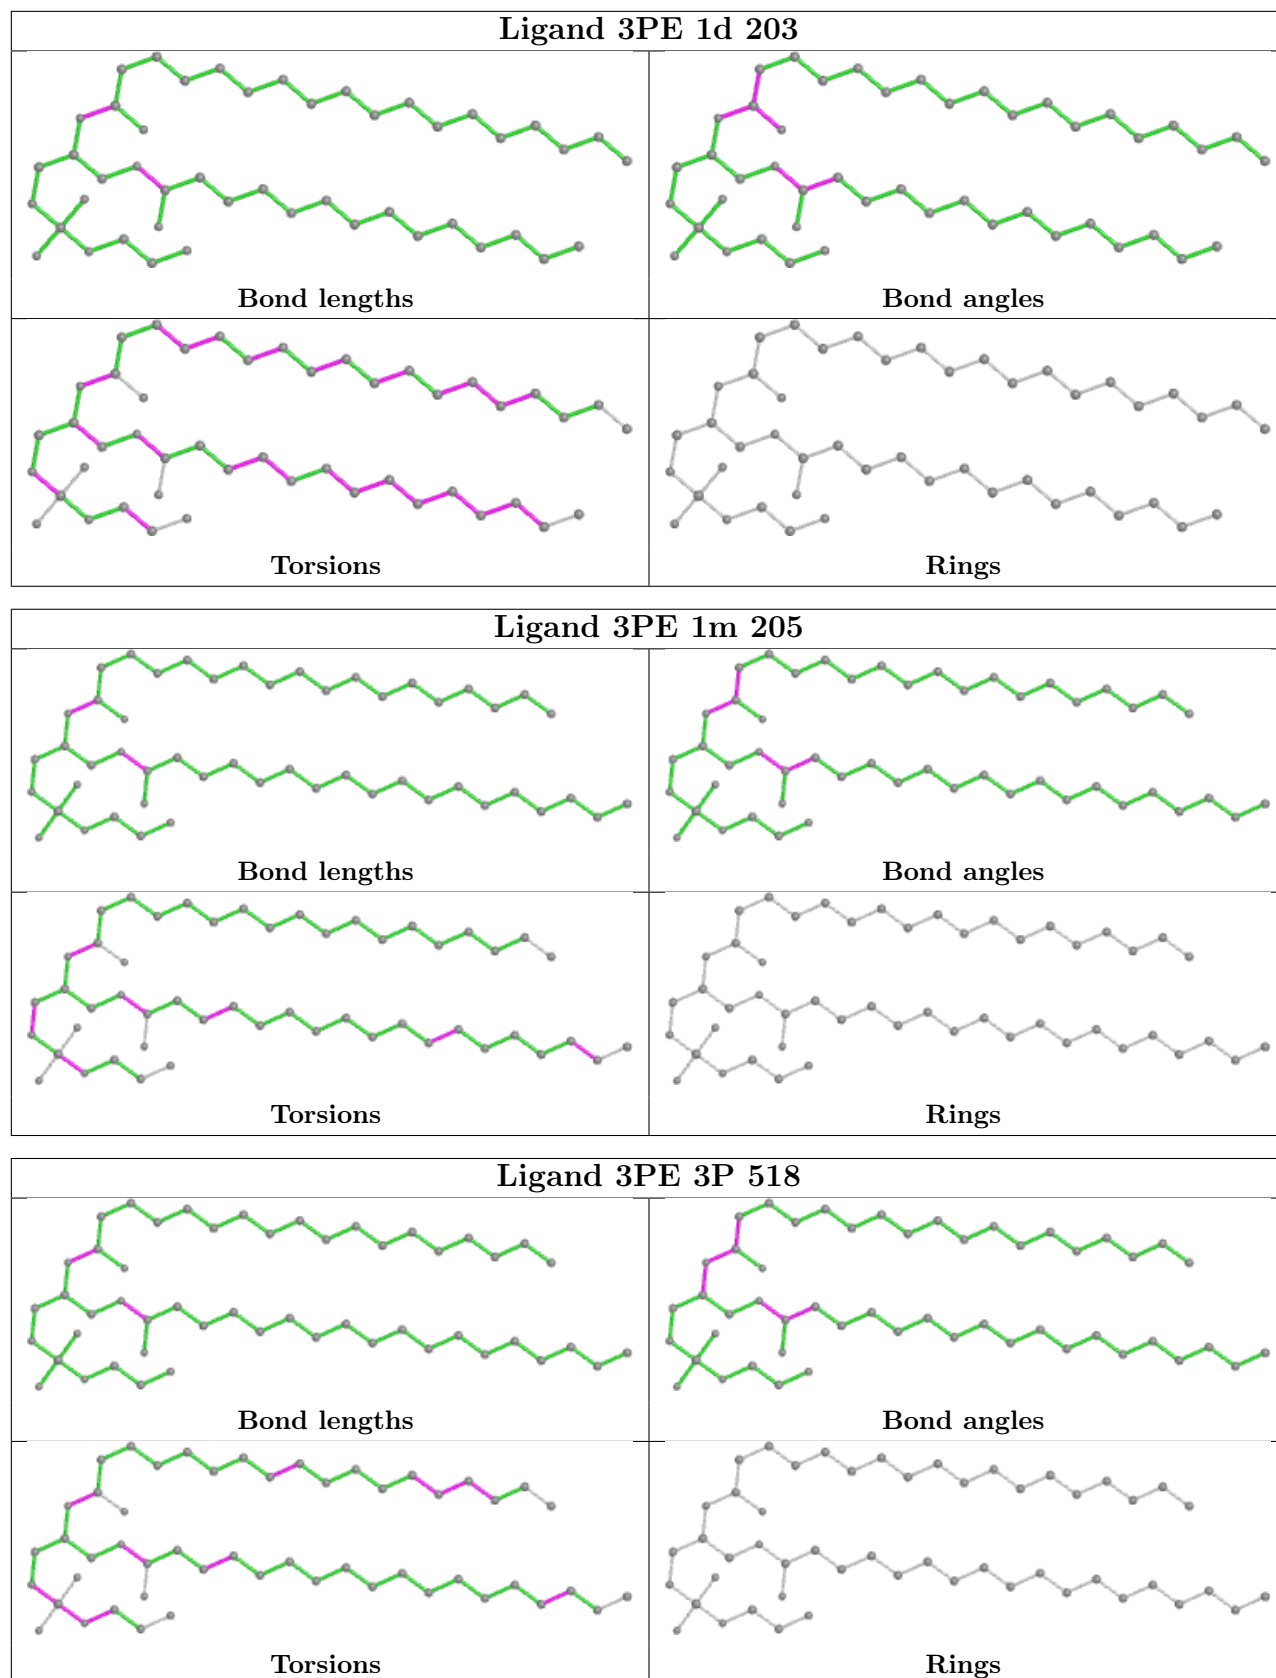 Ligand 3PE 1d 203
Bond lengths
Bond angles
Torsions
Rings
Ligand 3PE 1m 205
Bond lengths
Bond angles
Torsions
Rings
Ligand 3PE 3P 518
Bond lengths
Bond angles
Torsions
Rings